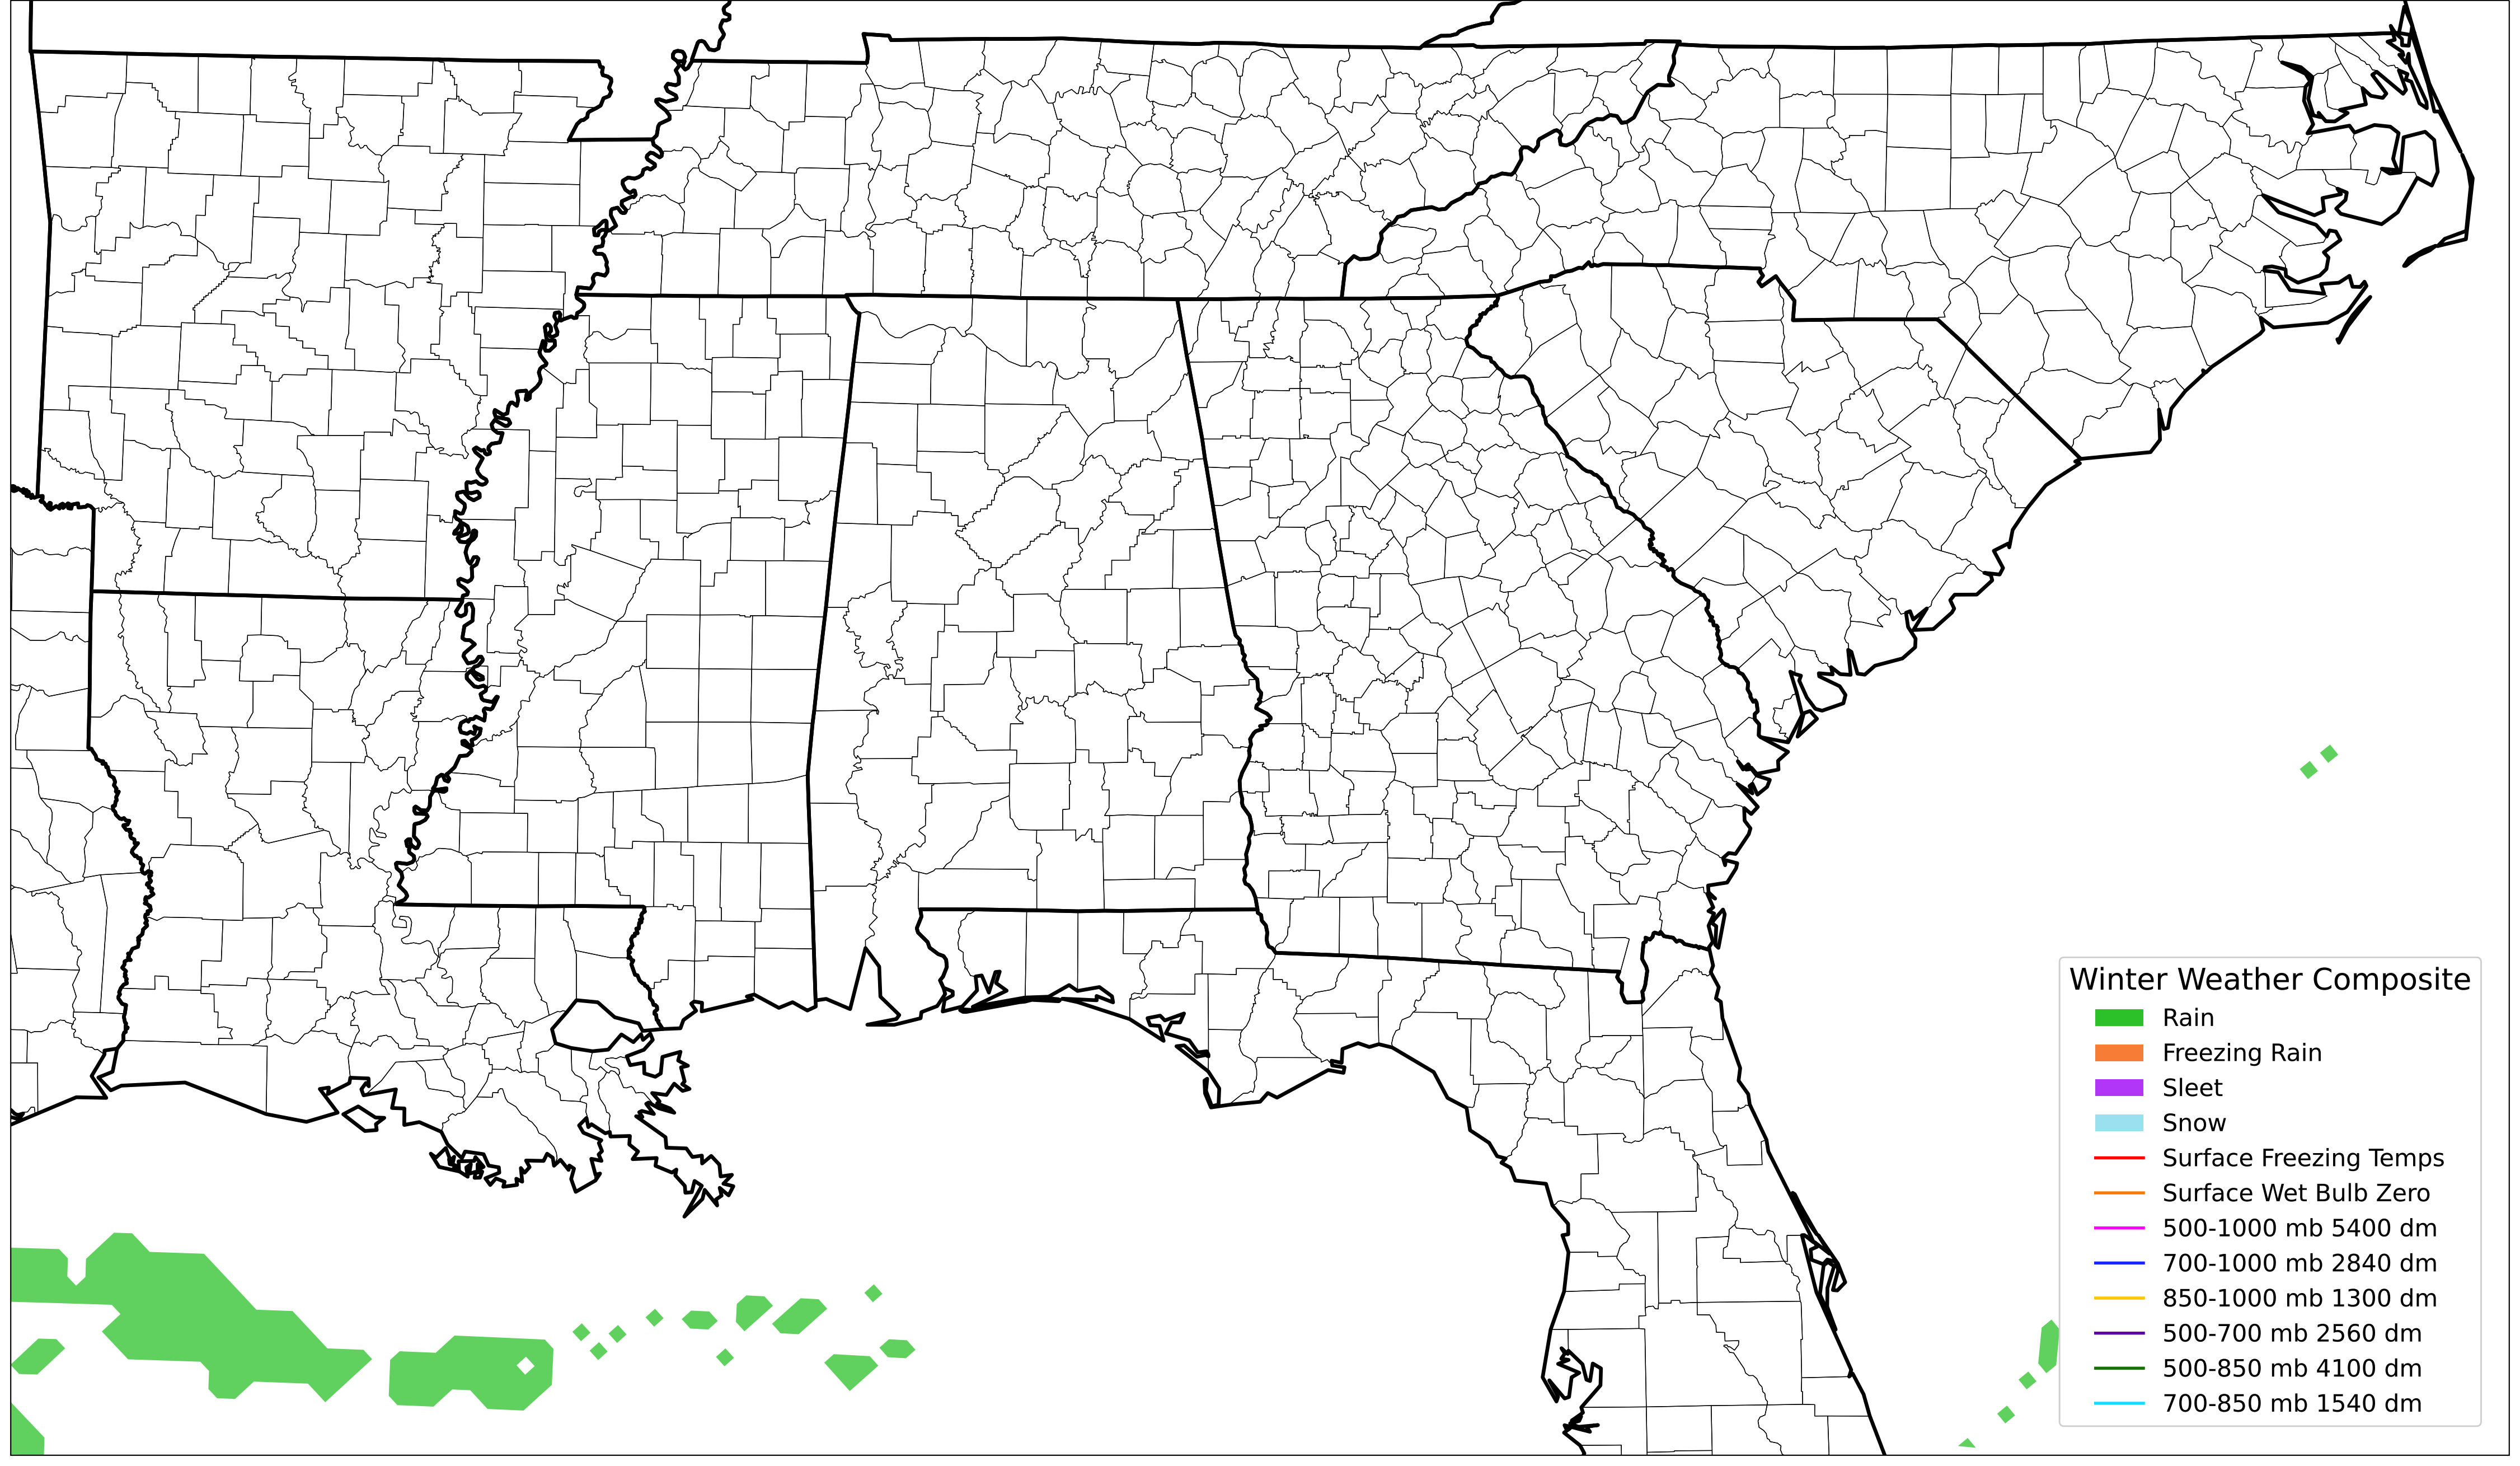 Winter Weather Composite
Rain
Freezing Rain
Sleet
Snow
Surface Freezing Temps
Surface Wet Bulb Zero
500-1000 mb 5400 dm
700-1000 mb 2840 dm
850-1000 mb 1300 dm
500-700 mb 2560 dm
500-850 mb 4100 dm
700-850 mb 1540 dm